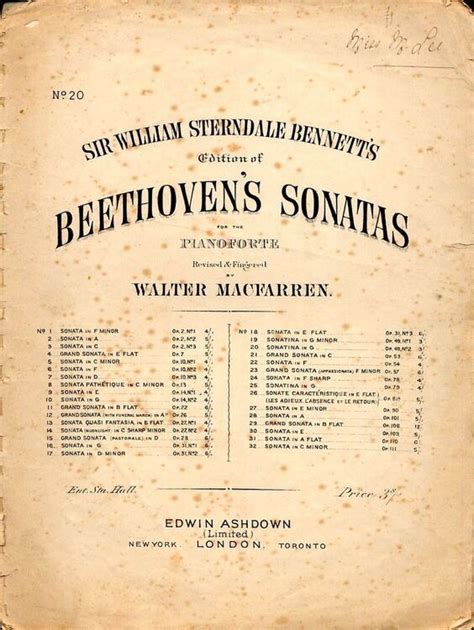 Miss M. Lee
No 20
SIR WILLIAM STERNDALE BENNETT'S
Edition of
BEETHOVEN'S SONATAS
FOR THE
PIANOFORTE
Revised & Fingered
BY
WALTER MACFARREN.
No 1 SONATA IN F MINOR Op. 2, No 1 4/.
2 SONATA IN A Op. 2, No 2
3 SONATA IN C Op. 2, No 3
4 GRAND SONATA IN E FLAT Op. 7
5 SONATA IN C MINOR Op. 10, No 1
6 SONATA IN F Op. 10, No 2
7 SONATA IN D Op. 10, No 3
8 SONATA PATHÉTIQUE IN C MINOR Op. 13
9 SONATA IN E Op. 14, No 1
10 SONATA IN G Op. 14, No 2
11 GRAND SONATA IN B FLAT Op. 22
12 GRAND SONATA (WITH FUNERAL MARCH) IN A♭ Op. 26
13 SONATA QUASI FANTASIA, IN E FLAT Op. 27, No 1
14 SONATA (MOONLIGHT) IN C SHARP MINOR Op. 27, No 2
15 GRAND SONATA (PASTORALE) IN D Op. 28
16 SONATA IN G Op. 31, No 1 6/.
17 SONATA IN D MINOR Op. 31, No 2 6/.
No 18 SONATA IN E FLAT Op. 31, No 3
19 SONATINA IN G MINOR Op. 49, No 1
20 SONATINA IN G Op. 49, No 2
21 GRAND SONATA IN C Op. 53
22 SONATA IN F Op. 54
23 GRAND SONATA (APPASSIONATA) F MINOR Op. 57
24 SONATA IN F SHARP Op. 78
25 SONATINA IN G Op. 79
26 SONATE CARACTÉRISTIQUE IN E FLAT
(LES ADIEUX, L'ABSENCE ET LE RETOUR)
27 SONATA IN E MINOR Op. 90
28 SONATA IN A Op. 101
29 GRAND SONATA IN B FLAT Op. 106
30 SONATA IN E Op. 109
31 SONATA IN A FLAT Op. 110
32 SONATA IN C MINOR Op. 111
Ent. Sta. Hall.
Price 3/.
EDWIN ASHDOWN
(Limited)
NEW YORK. LONDON. TORONTO